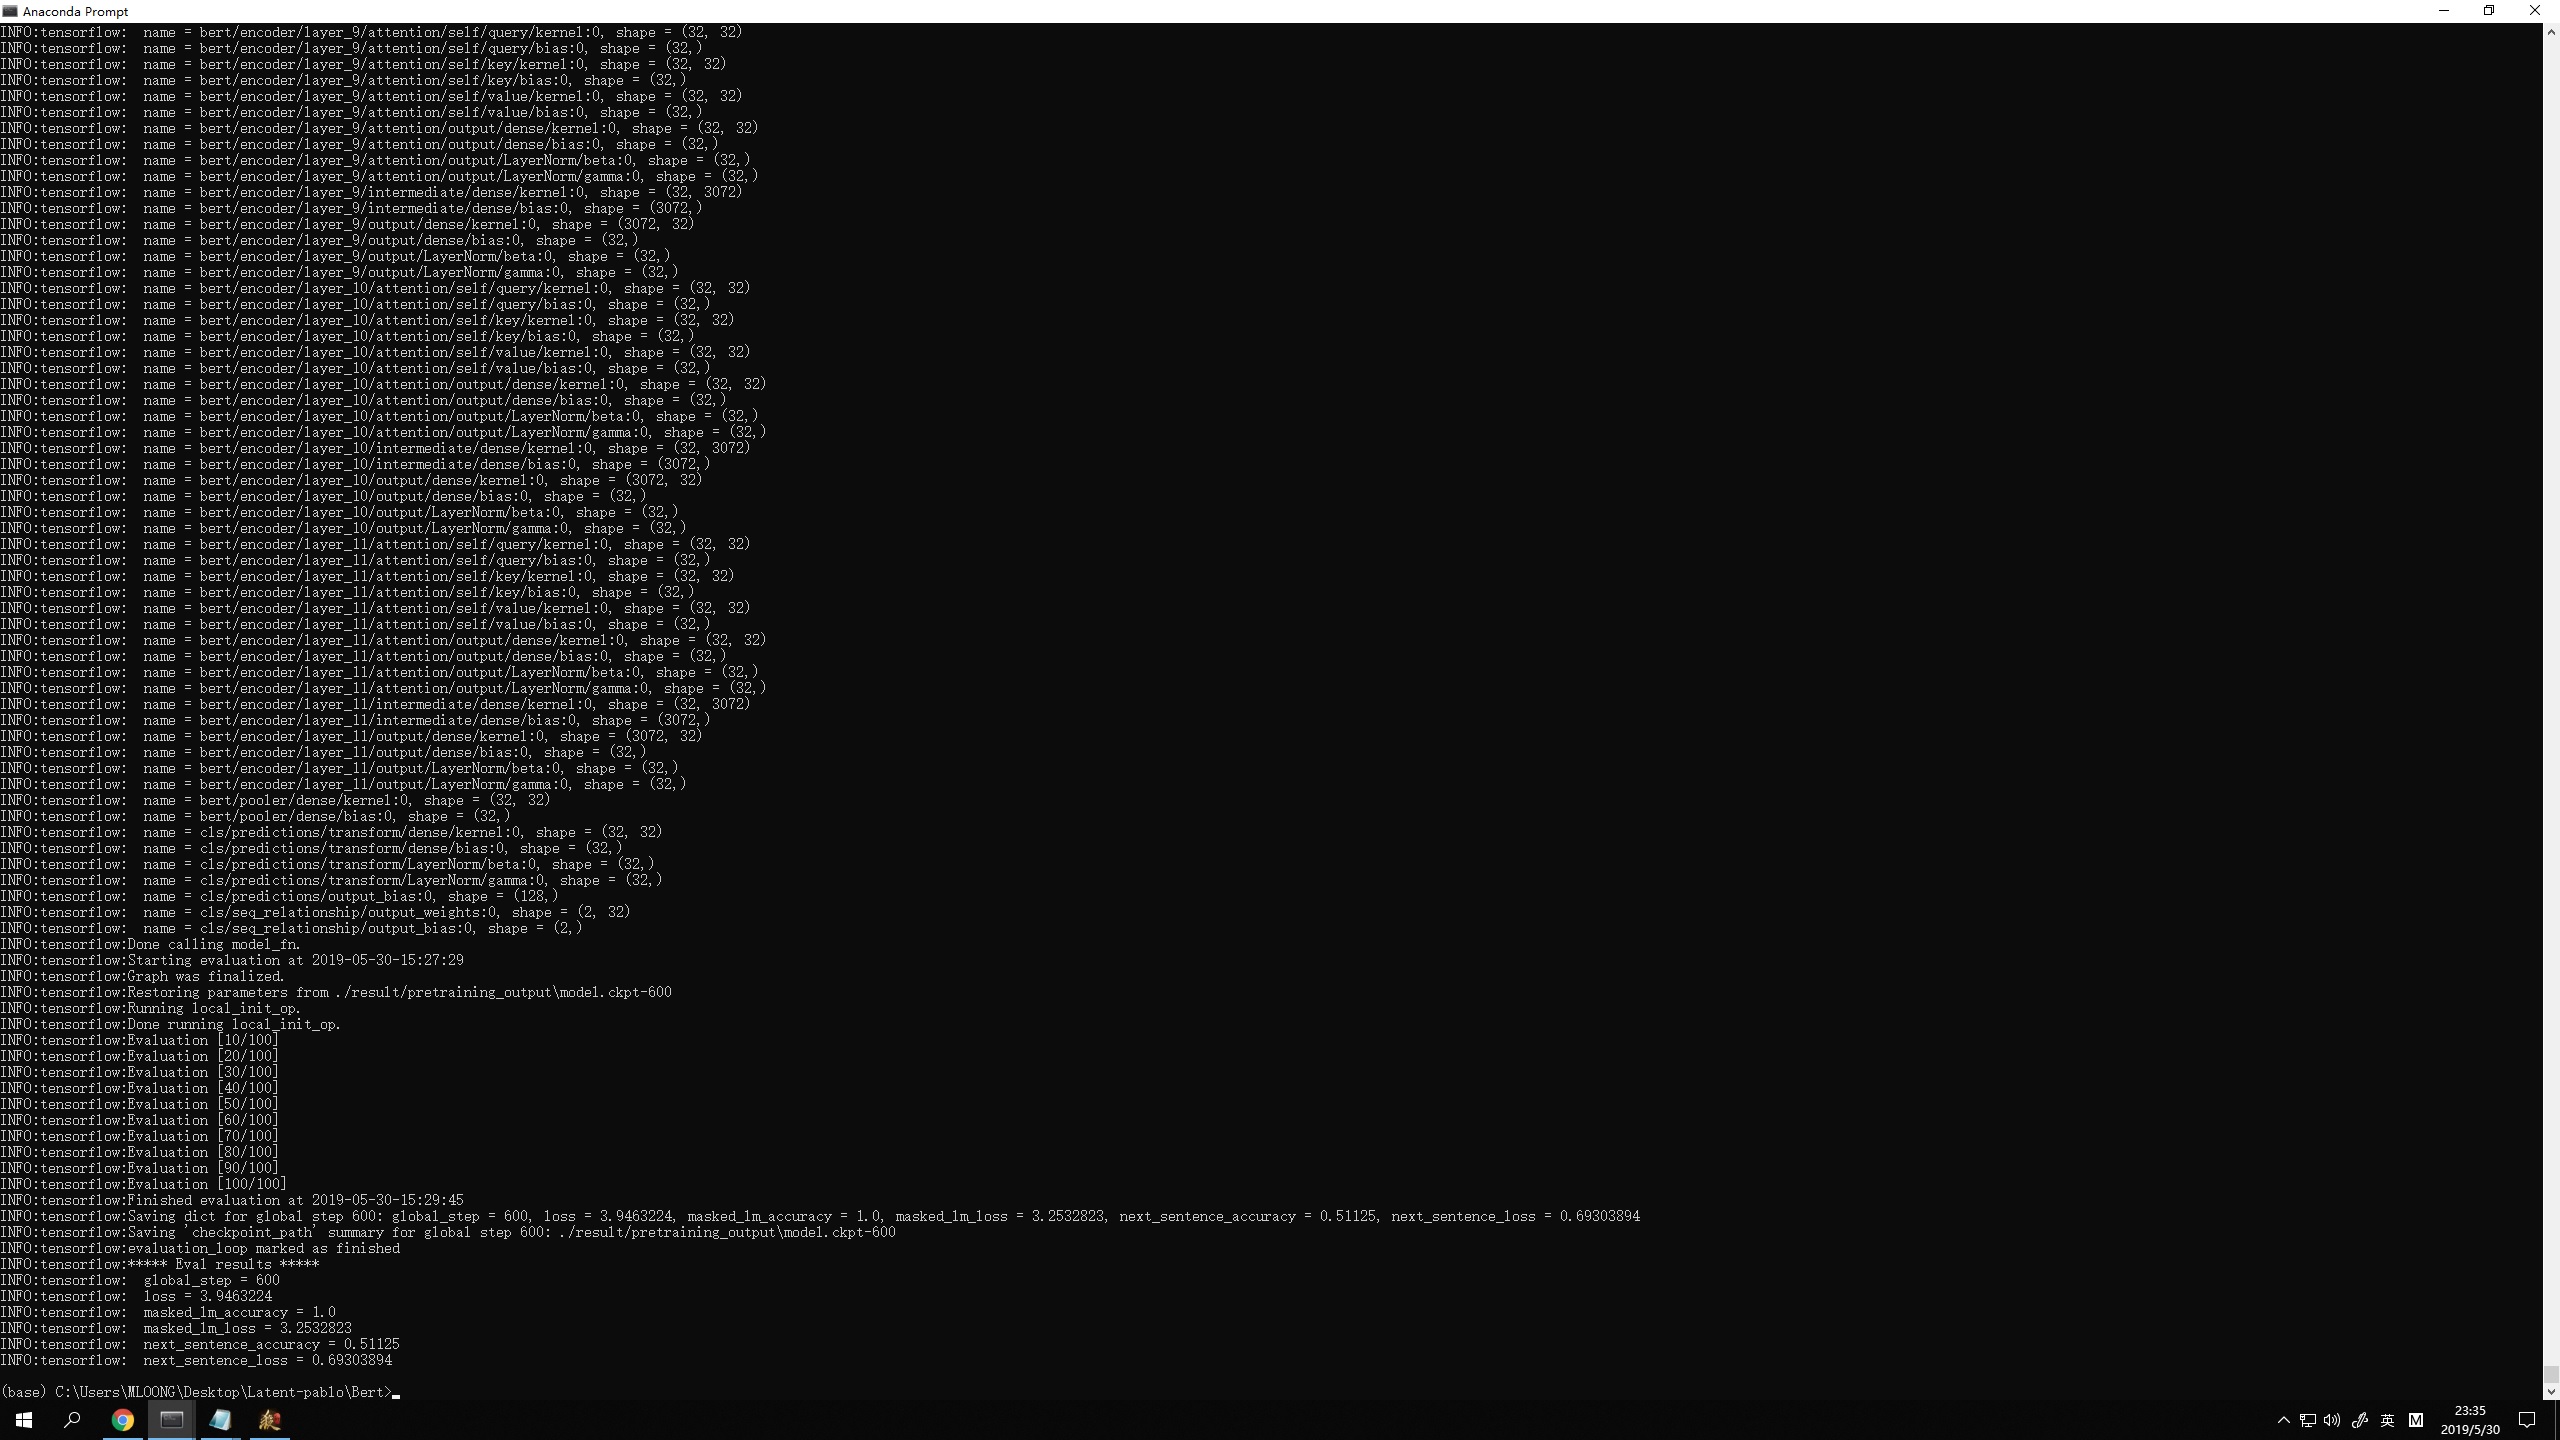 Anaconda Prompt
INFO:tensorflow:  name = bert/encoder/layer_9/attention/self/query/kernel:0, shape = (32, 32)
INFO:tensorflow:  name = bert/encoder/layer_9/attention/self/query/bias:0, shape = (32,)
INFO:tensorflow:  name = bert/encoder/layer_9/attention/self/key/kernel:0, shape = (32, 32)
INFO:tensorflow:  name = bert/encoder/layer_9/attention/self/key/bias:0, shape = (32,)
INFO:tensorflow:  name = bert/encoder/layer_9/attention/self/value/kernel:0, shape = (32, 32)
INFO:tensorflow:  name = bert/encoder/layer_9/attention/self/value/bias:0, shape = (32,)
INFO:tensorflow:  name = bert/encoder/layer_9/attention/output/dense/kernel:0, shape = (32, 32)
INFO:tensorflow:  name = bert/encoder/layer_9/attention/output/dense/bias:0, shape = (32,)
INFO:tensorflow:  name = bert/encoder/layer_9/attention/output/LayerNorm/beta:0, shape = (32,)
INFO:tensorflow:  name = bert/encoder/layer_9/attention/output/LayerNorm/gamma:0, shape = (32,)
INFO:tensorflow:  name = bert/encoder/layer_9/intermediate/dense/kernel:0, shape = (32, 3072)
INFO:tensorflow:  name = bert/encoder/layer_9/intermediate/dense/bias:0, shape = (3072,)
INFO:tensorflow:  name = bert/encoder/layer_9/output/dense/kernel:0, shape = (3072, 32)
INFO:tensorflow:  name = bert/encoder/layer_9/output/dense/bias:0, shape = (32,)
INFO:tensorflow:  name = bert/encoder/layer_9/output/LayerNorm/beta:0, shape = (32,)
INFO:tensorflow:  name = bert/encoder/layer_9/output/LayerNorm/gamma:0, shape = (32,)
INFO:tensorflow:  name = bert/encoder/layer_10/attention/self/query/kernel:0, shape = (32, 32)
INFO:tensorflow:  name = bert/encoder/layer_10/attention/self/query/bias:0, shape = (32,)
INFO:tensorflow:  name = bert/encoder/layer_10/attention/self/key/kernel:0, shape = (32, 32)
INFO:tensorflow:  name = bert/encoder/layer_10/attention/self/key/bias:0, shape = (32,)
INFO:tensorflow:  name = bert/encoder/layer_10/attention/self/value/kernel:0, shape = (32, 32)
INFO:tensorflow:  name = bert/encoder/layer_10/attention/self/value/bias:0, shape = (32,)
INFO:tensorflow:  name = bert/encoder/layer_10/attention/output/dense/kernel:0, shape = (32, 32)
INFO:tensorflow:  name = bert/encoder/layer_10/attention/output/dense/bias:0, shape = (32,)
INFO:tensorflow:  name = bert/encoder/layer_10/attention/output/LayerNorm/beta:0, shape = (32,)
INFO:tensorflow:  name = bert/encoder/layer_10/attention/output/LayerNorm/gamma:0, shape = (32,)
INFO:tensorflow:  name = bert/encoder/layer_10/intermediate/dense/kernel:0, shape = (32, 3072)
INFO:tensorflow:  name = bert/encoder/layer_10/intermediate/dense/bias:0, shape = (3072,)
INFO:tensorflow:  name = bert/encoder/layer_10/output/dense/kernel:0, shape = (3072, 32)
INFO:tensorflow:  name = bert/encoder/layer_10/output/dense/bias:0, shape = (32,)
INFO:tensorflow:  name = bert/encoder/layer_10/output/LayerNorm/beta:0, shape = (32,)
INFO:tensorflow:  name = bert/encoder/layer_10/output/LayerNorm/gamma:0, shape = (32,)
INFO:tensorflow:  name = bert/encoder/layer_11/attention/self/query/kernel:0, shape = (32, 32)
INFO:tensorflow:  name = bert/encoder/layer_11/attention/self/query/bias:0, shape = (32,)
INFO:tensorflow:  name = bert/encoder/layer_11/attention/self/key/kernel:0, shape = (32, 32)
INFO:tensorflow:  name = bert/encoder/layer_11/attention/self/key/bias:0, shape = (32,)
INFO:tensorflow:  name = bert/encoder/layer_11/attention/self/value/kernel:0, shape = (32, 32)
INFO:tensorflow:  name = bert/encoder/layer_11/attention/self/value/bias:0, shape = (32,)
INFO:tensorflow:  name = bert/encoder/layer_11/attention/output/dense/kernel:0, shape = (32, 32)
INFO:tensorflow:  name = bert/encoder/layer_11/attention/output/dense/bias:0, shape = (32,)
INFO:tensorflow:  name = bert/encoder/layer_11/attention/output/LayerNorm/beta:0, shape = (32,)
INFO:tensorflow:  name = bert/encoder/layer_11/attention/output/LayerNorm/gamma:0, shape = (32,)
INFO:tensorflow:  name = bert/encoder/layer_11/intermediate/dense/kernel:0, shape = (32, 3072)
INFO:tensorflow:  name = bert/encoder/layer_11/intermediate/dense/bias:0, shape = (3072,)
INFO:tensorflow:  name = bert/encoder/layer_11/output/dense/kernel:0, shape = (3072, 32)
INFO:tensorflow:  name = bert/encoder/layer_11/output/dense/bias:0, shape = (32,)
INFO:tensorflow:  name = bert/encoder/layer_11/output/LayerNorm/beta:0, shape = (32,)
INFO:tensorflow:  name = bert/encoder/layer_11/output/LayerNorm/gamma:0, shape = (32,)
INFO:tensorflow:  name = bert/pooler/dense/kernel:0, shape = (32, 32)
INFO:tensorflow:  name = bert/pooler/dense/bias:0, shape = (32,)
INFO:tensorflow:  name = cls/predictions/transform/dense/kernel:0, shape = (32, 32)
INFO:tensorflow:  name = cls/predictions/transform/dense/bias:0, shape = (32,)
INFO:tensorflow:  name = cls/predictions/transform/LayerNorm/beta:0, shape = (32,)
INFO:tensorflow:  name = cls/predictions/transform/LayerNorm/gamma:0, shape = (32,)
INFO:tensorflow:  name = cls/predictions/output_bias:0, shape = (128,)
INFO:tensorflow:  name = cls/seq_relationship/output_weights:0, shape = (2, 32)
INFO:tensorflow:  name = cls/seq_relationship/output_bias:0, shape = (2,)
INFO:tensorflow:Done calling model_fn.
INFO:tensorflow:Starting evaluation at 2019-05-30-15:27:29
INFO:tensorflow:Graph was finalized.
INFO:tensorflow:Restoring parameters from ./result/pretraining_output\model.ckpt-600
INFO:tensorflow:Running local_init_op.
INFO:tensorflow:Done running local_init_op.
INFO:tensorflow:Evaluation [10/100]
INFO:tensorflow:Evaluation [20/100]
INFO:tensorflow:Evaluation [30/100]
INFO:tensorflow:Evaluation [40/100]
INFO:tensorflow:Evaluation [50/100]
INFO:tensorflow:Evaluation [60/100]
INFO:tensorflow:Evaluation [70/100]
INFO:tensorflow:Evaluation [80/100]
INFO:tensorflow:Evaluation [90/100]
INFO:tensorflow:Evaluation [100/100]
INFO:tensorflow:Finished evaluation at 2019-05-30-15:29:45
INFO:tensorflow:Saving dict for global step 600: global_step = 600, loss = 3.9463224, masked_lm_accuracy = 1.0, masked_lm_loss = 3.2532823, next_sentence_accuracy = 0.51125, next_sentence_loss = 0.69303894
INFO:tensorflow:Saving 'checkpoint_path' summary for global step 600: ./result/pretraining_output\model.ckpt-600
INFO:tensorflow:evaluation_loop marked as finished
INFO:tensorflow:***** Eval results *****
INFO:tensorflow:  global_step = 600
INFO:tensorflow:  loss = 3.9463224
INFO:tensorflow:  masked_lm_accuracy = 1.0
INFO:tensorflow:  masked_lm_loss = 3.2532823
INFO:tensorflow:  next_sentence_accuracy = 0.51125
INFO:tensorflow:  next_sentence_loss = 0.69303894
(base) C:\Users\MLOONG\Desktop\Latent-pablo\Bert>
英 M 23:35
2019/5/30